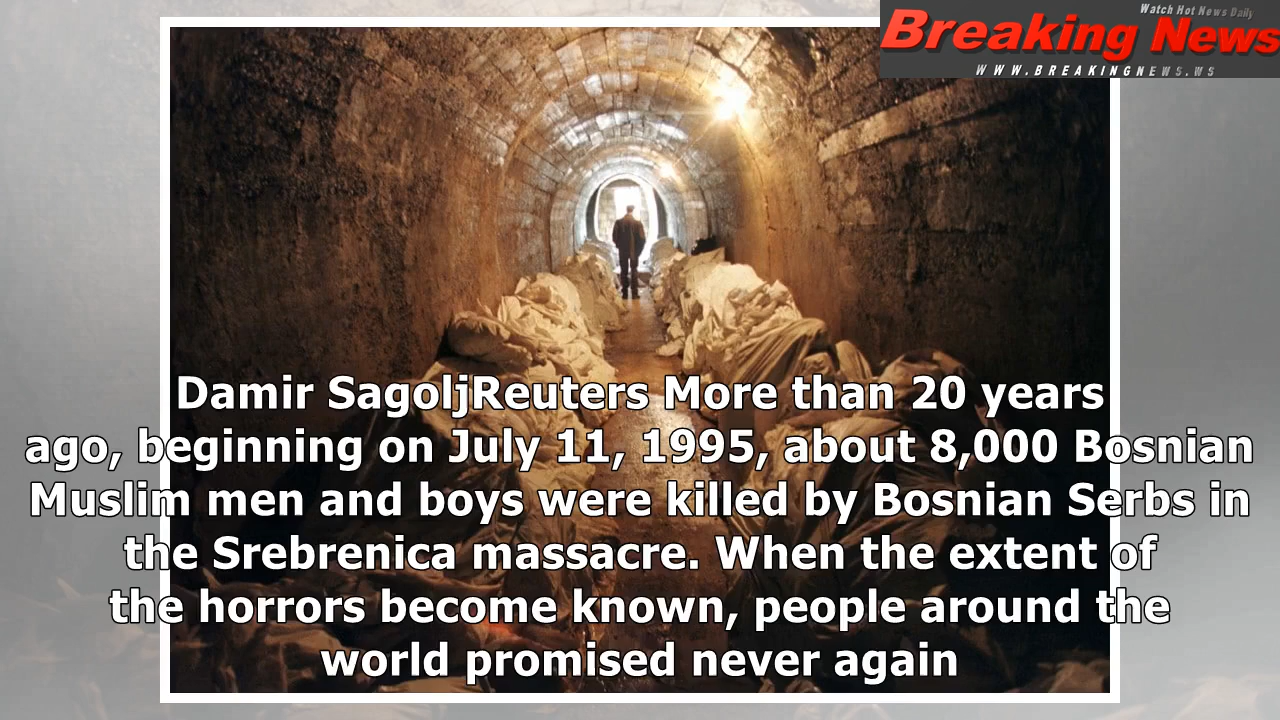 Watch Hot News Daily
Breaking News
WWW.BREAKINGNEWS.WS
Damir SagoljReuters More than 20 years
ago, beginning on July 11, 1995, about 8,000 Bosnian
Muslim men and boys were killed by Bosnian Serbs in
the Srebrenica massacre. When the extent of
the horrors become known, people around the
world promised never again